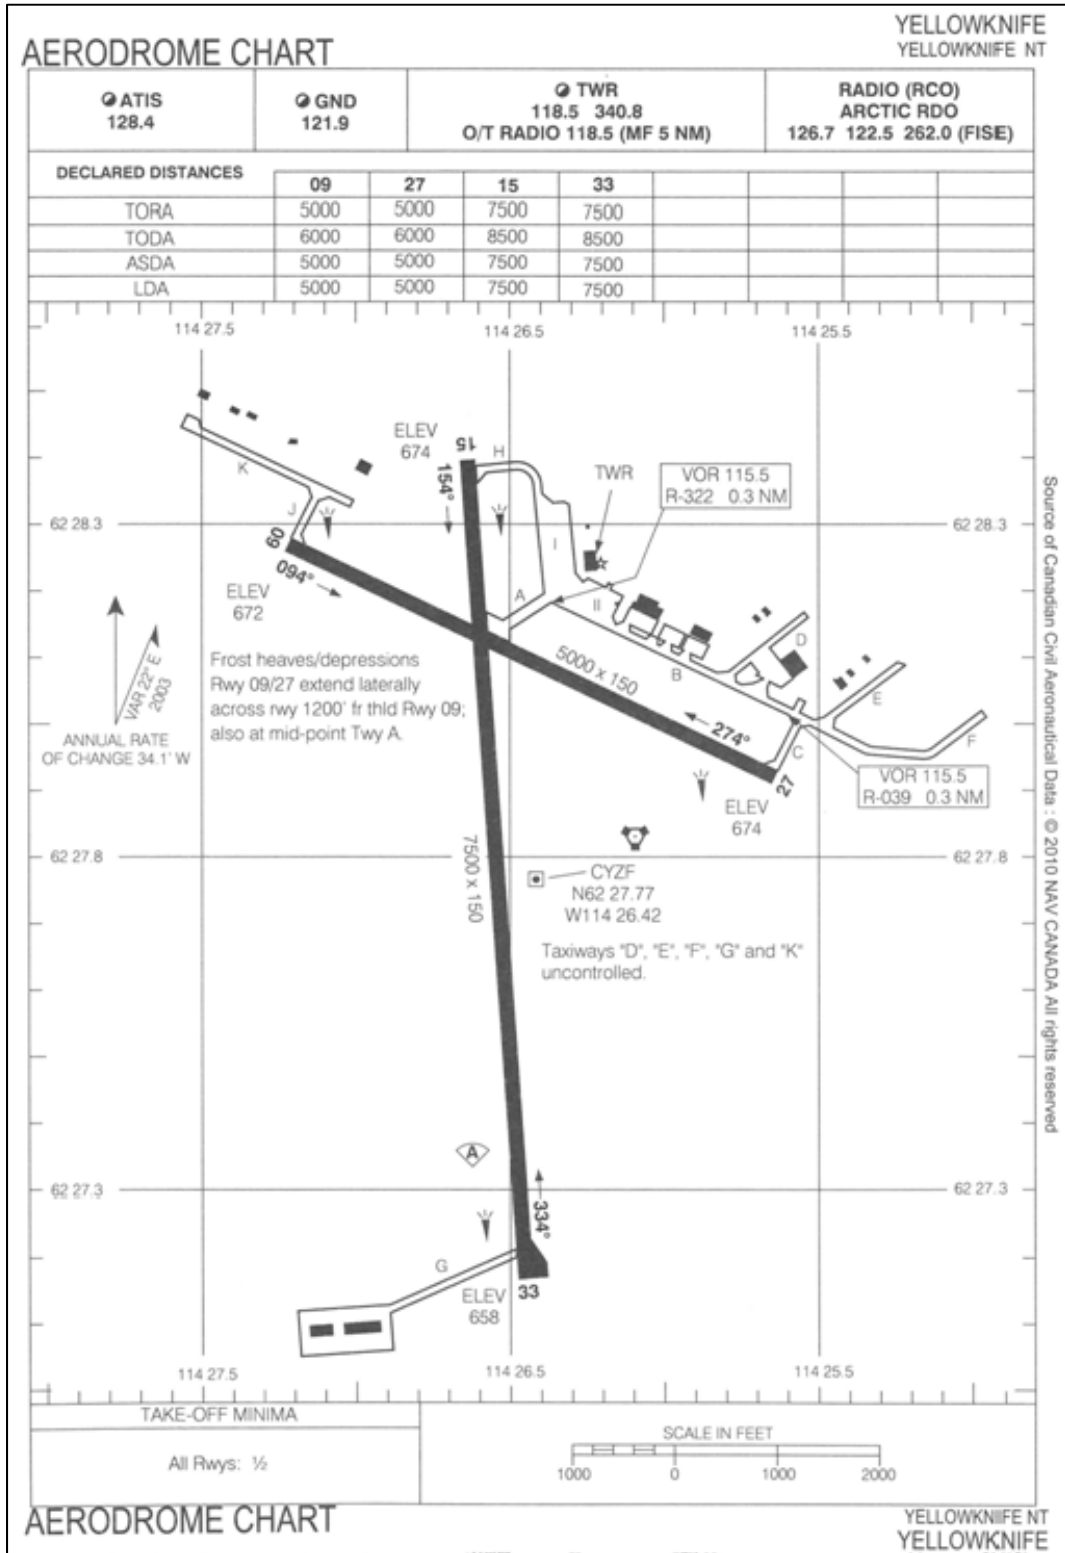 YELLOWKNIFE
YELLOWKNIFE NT
AERODROME CHART
ATIS
128.4
GND
121.9
TWR
118.5 340.8
O/T RADIO 118.5 (MF 5 NM)
RADIO (RCO)
ARCTIC RDO
126.7 122.5 262.0 (FISE)
DECLARED DISTANCES
09 27 15 33
TORA 5000 5000 7500 7500
TODA 6000 6000 8500 8500
ASDA 5000 5000 7500 7500
LDA 5000 5000 7500 7500
114 27.5 114 26.5 114 25.5
ELEV
674
15
H
154°
TWR
VOR 115.5
R-322 0.3 NM
K
J
62 28.3
62 28.3
I
09
094°
ELEV
672
A
II
B
D
E
F
C
5000 x 150
274°
27
VAR 22° E
2003
ANNUAL RATE
OF CHANGE 34.1' W
Frost heaves/depressions
Rwy 09/27 extend laterally
across rwy 1200' fr thld Rwy 09;
also at mid-point Twy A.
VOR 115.5
R-039 0.3 NM
ELEV
674
7500 x 150
62 27.8
62 27.8
CYZF
N62 27.77
W114 26.42
Taxiways "D", "E", "F", "G" and "K"
uncontrolled.
A
62 27.3
62 27.3
334°
G
ELEV
658
33
114 27.5 114 26.5 114 25.5
TAKE-OFF MINIMA
All Rwys: ½
SCALE IN FEET
1000 0 1000 2000
AERODROME CHART
YELLOWKNIIFE NT
YELLOWKNIFE
Source of Canadian Civil Aeronautical Data : © 2010 NAV CANADA All rights reserved